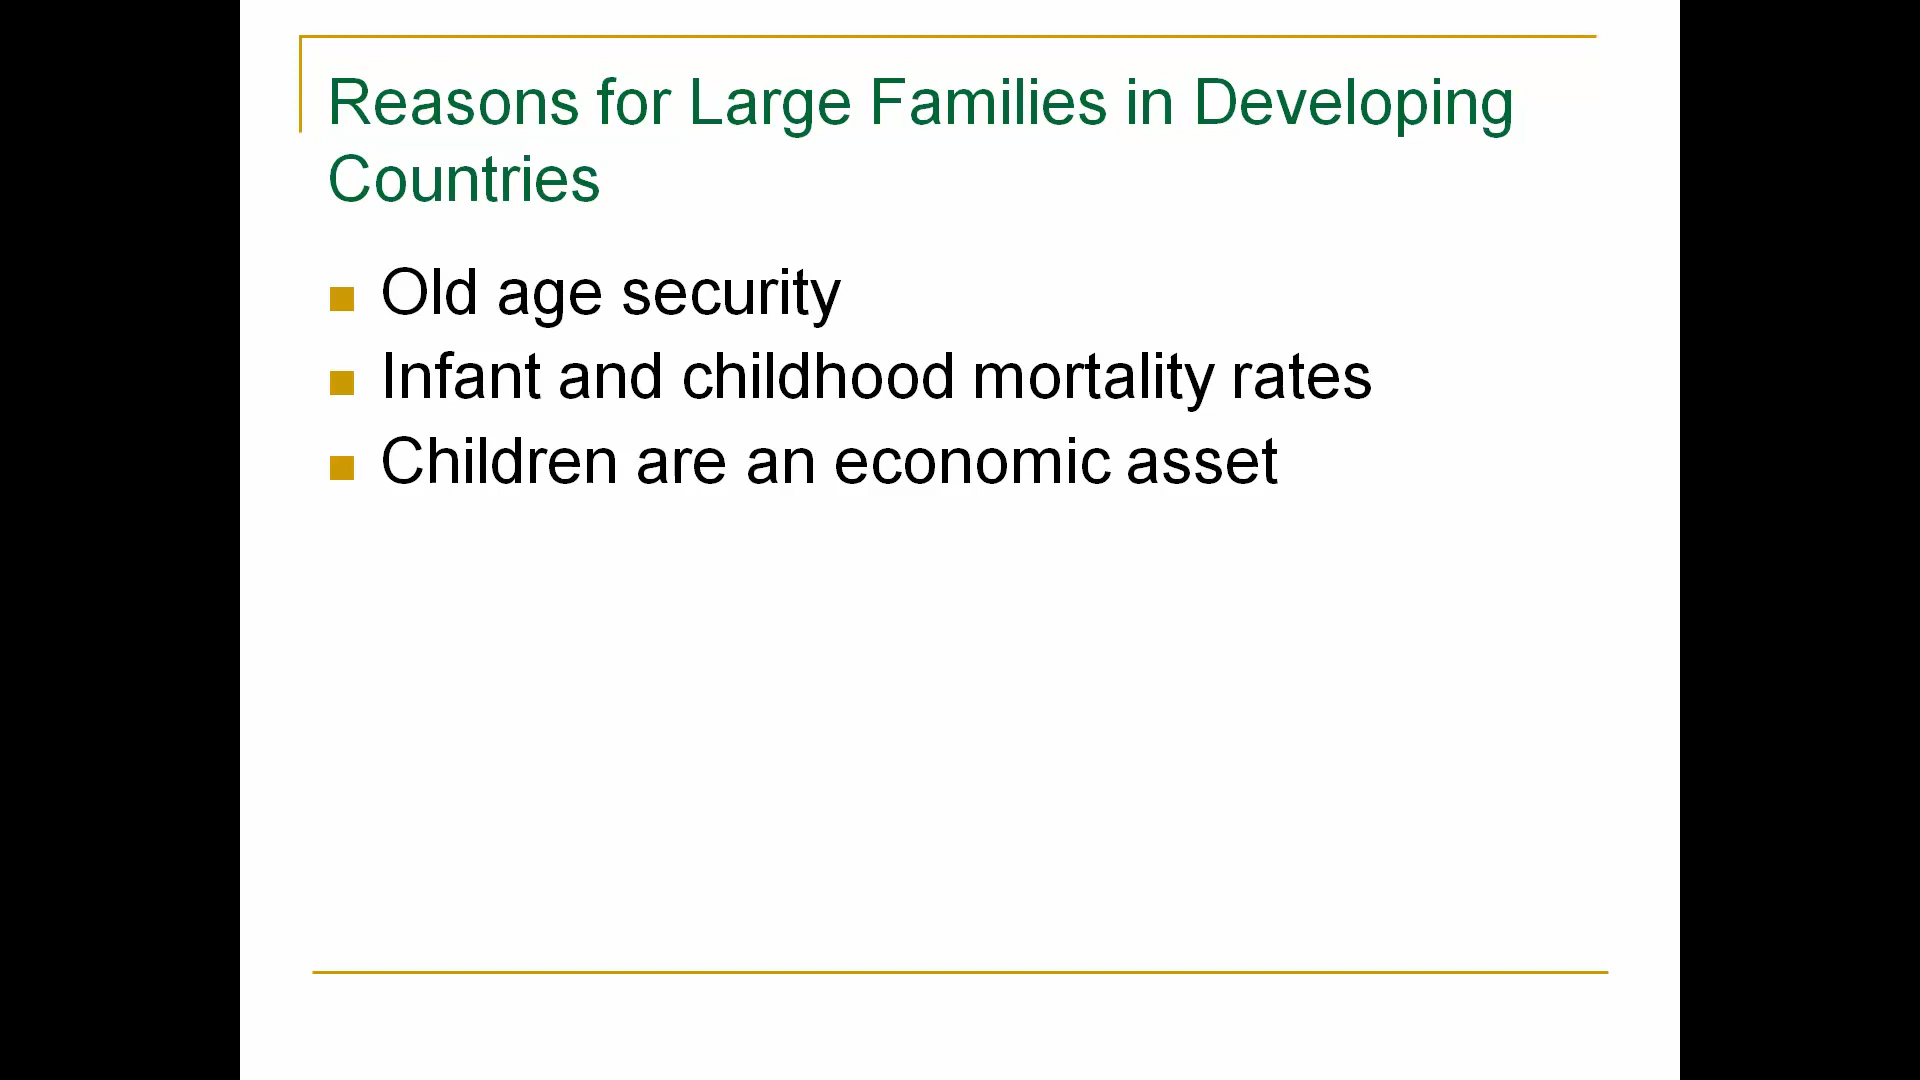 Reasons for Large Families in Developing
Countries
Old age security
Infant and childhood mortality rates
Children are an economic asset